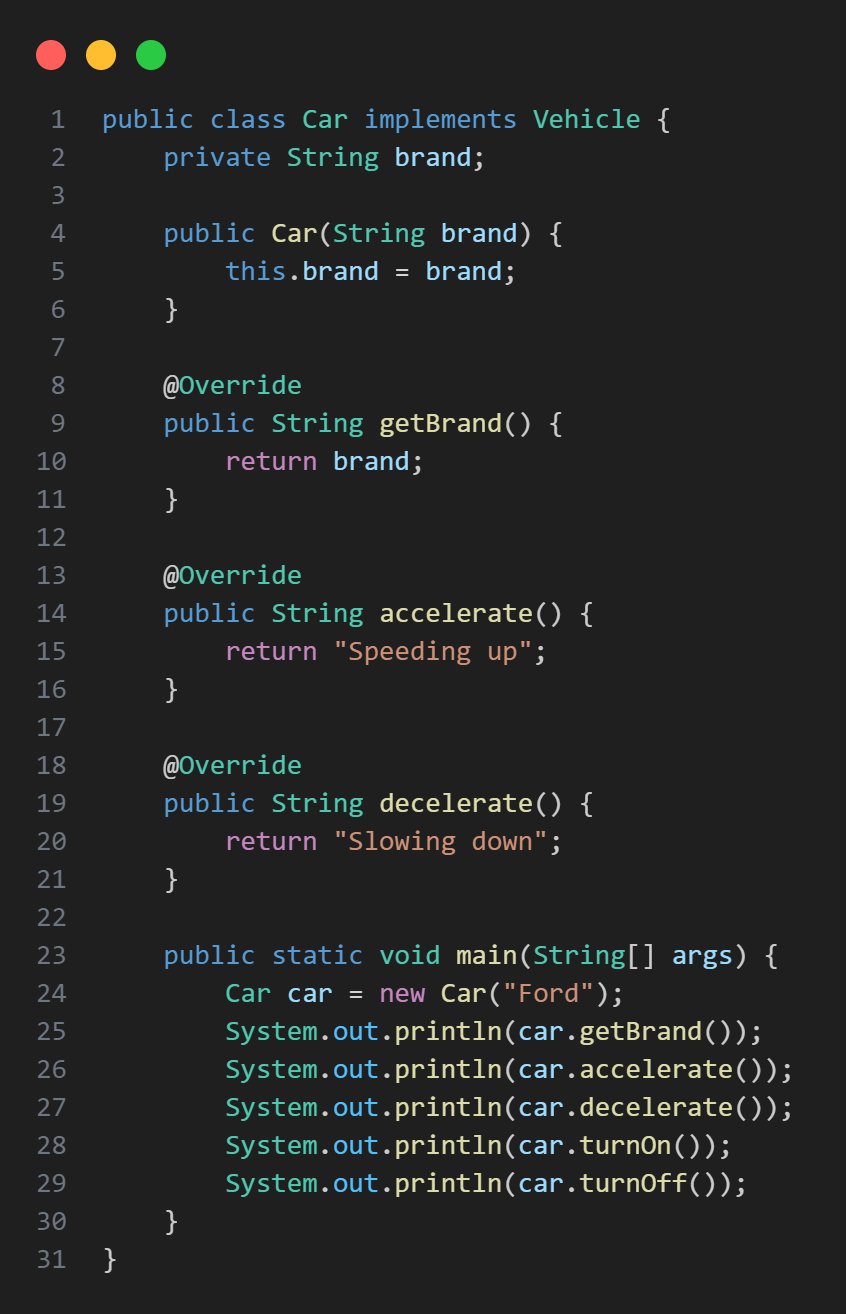 1 public class Car implements Vehicle {
2     private String brand;
3
4     public Car(String brand) {
5         this.brand = brand;
6     }
7
8     @Override
9     public String getBrand() {
10         return brand;
11     }
12
13     @Override
14     public String accelerate() {
15         return "Speeding up";
16     }
17
18     @Override
19     public String decelerate() {
20         return "Slowing down";
21     }
22
23     public static void main(String[] args) {
24         Car car = new Car("Ford");
25         System.out.println(car.getBrand());
26         System.out.println(car.accelerate());
27         System.out.println(car.decelerate());
28         System.out.println(car.turnOn());
29         System.out.println(car.turnOff());
30     }
31 }